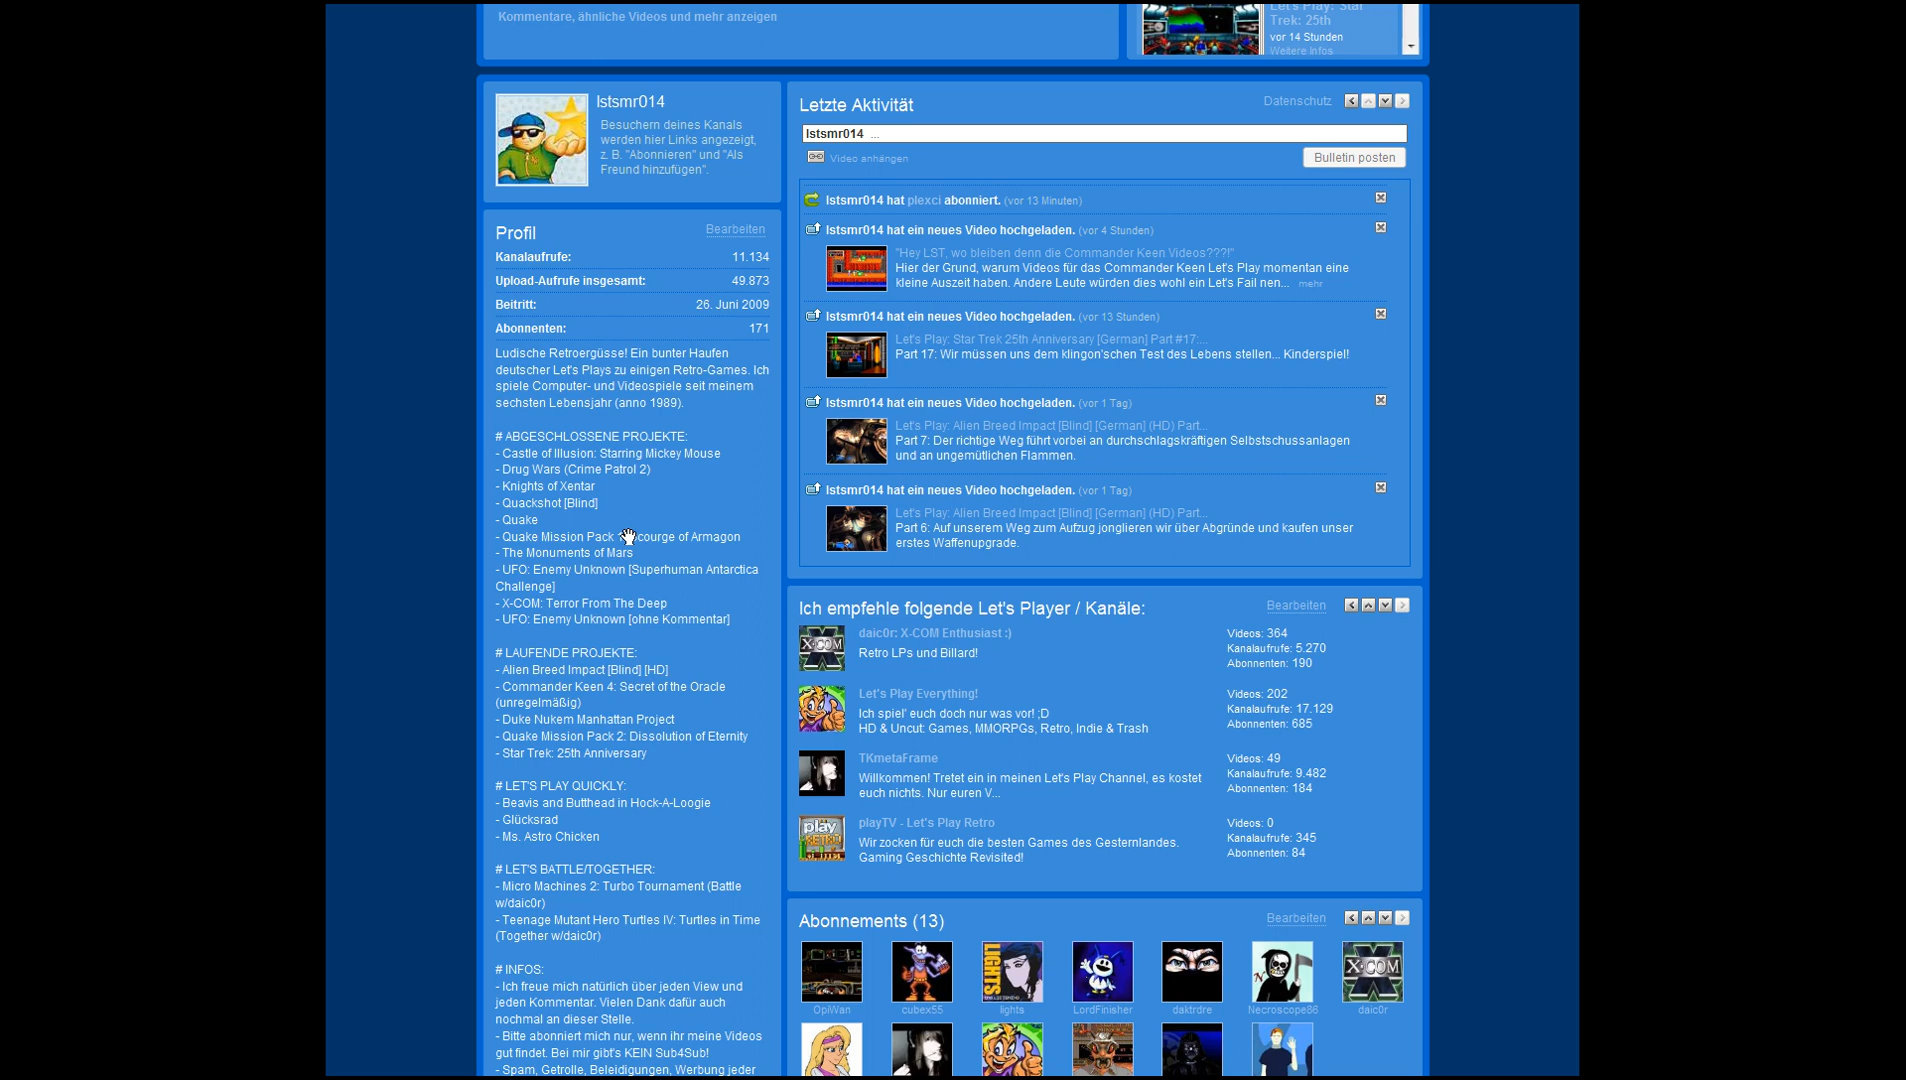 Kommentare, ähnliche Videos und mehr anzeigen
Let's Play: Star
Trek: 25th
vor 14 Stunden
Weitere Infos
lstsmr014
Besuchern deines Kanals
werden hier Links angezeigt,
z. B. "Abonnieren" und "Als
Freund hinzufügen".
Profil
Bearbeiten
Kanalaufrufe: 11.134
Upload-Aufrufe insgesamt: 49.873
Beitritt: 26. Juni 2009
Abonnenten: 171
Ludische Retroergüsse! Ein bunter Haufen
deutscher Let's Plays zu einigen Retro-Games. Ich
spiele Computer- und Videospiele seit meinem
sechsten Lebensjahr (anno 1989).
# ABGESCHLOSSENE PROJEKTE:
- Castle of Illusion: Starring Mickey Mouse
- Drug Wars (Crime Patrol 2)
- Knights of Xentar
- Quackshot [Blind]
- Quake
- Quake Mission Pack courge of Armagon
- The Monuments of Mars
- UFO: Enemy Unknown [Superhuman Antarctica
Challenge]
- X-COM: Terror From The Deep
- UFO: Enemy Unknown [ohne Kommentar]
# LAUFENDE PROJEKTE:
- Alien Breed Impact [Blind] [HD]
- Commander Keen 4: Secret of the Oracle
(unregelmäßig)
- Duke Nukem Manhattan Project
- Quake Mission Pack 2: Dissolution of Eternity
- Star Trek: 25th Anniversary
# LET'S PLAY QUICKLY:
- Beavis and Butthead in Hock-A-Loogie
- Glücksrad
- Ms. Astro Chicken
# LET'S BATTLE/TOGETHER:
- Micro Machines 2: Turbo Tournament (Battle
w/daic0r)
- Teenage Mutant Hero Turtles IV: Turtles in Time
(Together w/daic0r)
# INFOS:
- Ich freue mich natürlich über jeden View und
jeden Kommentar. Vielen Dank dafür auch
nochmal an dieser Stelle.
- Bitte abonniert mich nur, wenn ihr meine Videos
gut findet. Bei mir gibt's KEIN Sub4Sub!
- Spam, Getrolle, Beleidigungen, Werbung jeder
Letzte Aktivität
Datenschutz
lstsmr014 ...
Video anhängen
Bulletin posten
lstsmr014 hat plexci abonniert. (vor 13 Minuten)
lstsmr014 hat ein neues Video hochgeladen. (vor 4 Stunden)
"Hey LST, wo bleiben denn die Commander Keen Videos???!"
Hier der Grund, warum Videos für das Commander Keen Let's Play momentan eine
kleine Auszeit haben. Andere Leute würden dies wohl ein Let's Fail nen... mehr
lstsmr014 hat ein neues Video hochgeladen. (vor 13 Stunden)
Let's Play: Star Trek 25th Anniversary [German] Part #17:...
Part 17: Wir müssen uns dem klingon'schen Test des Lebens stellen... Kinderspiel!
lstsmr014 hat ein neues Video hochgeladen. (vor 1 Tag)
Let's Play: Alien Breed Impact [Blind] [German] (HD) Part...
Part 7: Der richtige Weg führt vorbei an durchschlagskräftigen Selbstschussanlagen
und an ungemütlichen Flammen.
lstsmr014 hat ein neues Video hochgeladen. (vor 1 Tag)
Let's Play: Alien Breed Impact [Blind] [German] (HD) Part...
Part 6: Auf unserem Weg zum Aufzug jonglieren wir über Abgründe und kaufen unser
erstes Waffenupgrade.
Ich empfehle folgende Let's Player / Kanäle:
Bearbeiten
X-COM
daic0r: X-COM Enthusiast :)
Retro LPs und Billard!
Videos: 364
Kanalaufrufe: 5.270
Abonnenten: 190
Let's Play Everything!
Ich spiel' euch doch nur was vor! ;D
HD & Uncut: Games, MMORPGs, Retro, Indie & Trash
Videos: 202
Kanalaufrufe: 17.129
Abonnenten: 685
TKmetaFrame
Willkommen! Tretet ein in meinen Let's Play Channel, es kostet
euch nichts. Nur euren V...
Videos: 49
Kanalaufrufe: 9.482
Abonnenten: 184
play
RETRO
playTV - Let's Play Retro
Wir zocken für euch die besten Games des Gesternlandes.
Gaming Geschichte Revisited!
Videos: 0
Kanalaufrufe: 345
Abonnenten: 84
Abonnements (13)
Bearbeiten
LIGHTS
X-COM
OpiWan
cubex55
lights
LordFinisher
daktrdre
Necroscope86
daic0r